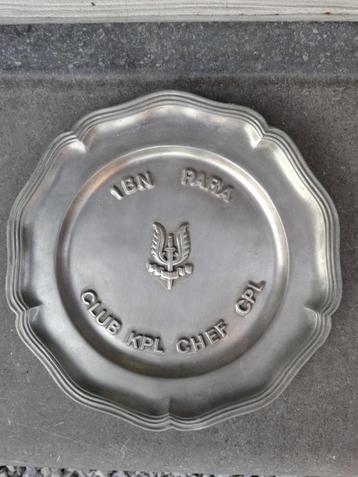 1BN PARA
CLUB KPL CHEF CPL